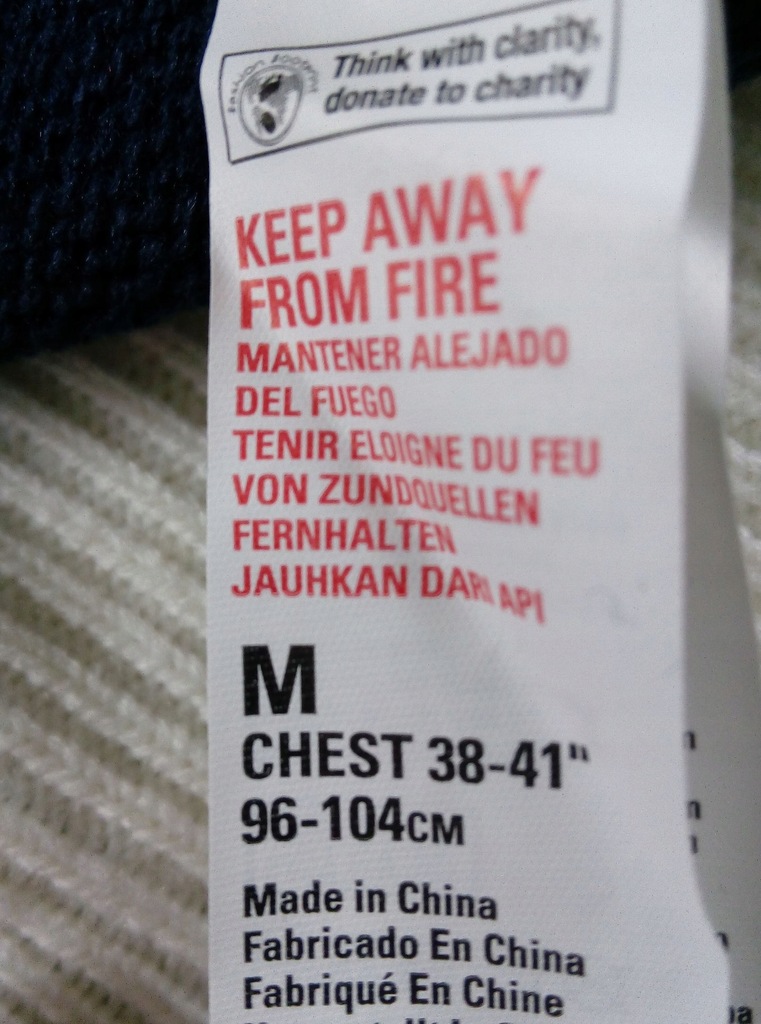 Think with clarity,
donate to charity
KEEP AWAY
FROM FIRE
MANTENER ALEJADO
DEL FUEGO
TENIR ELOIGNE DU FEU
VON ZUNDQUELLEN
FERNHALTEN
JAUHKAN DARI API
M
CHEST 38-41"
96-104CM
Made in China
Fabricado En China
Fabriqué En Chine